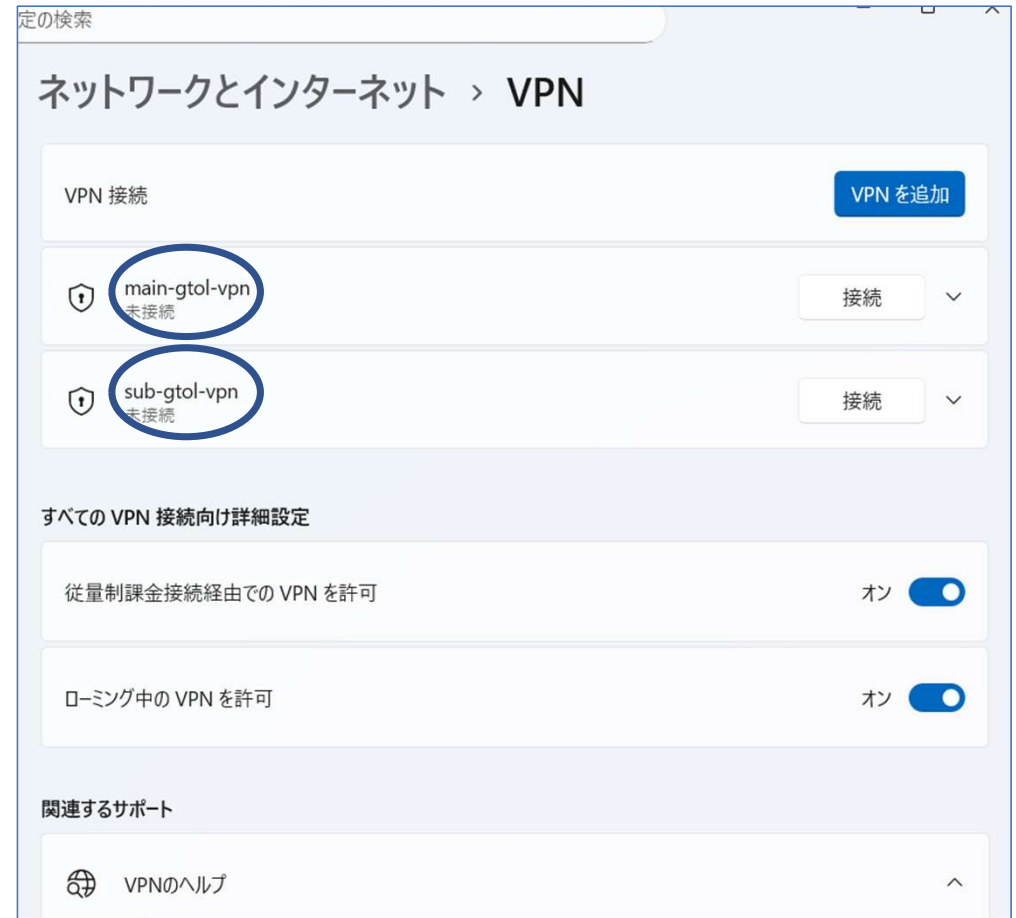 定の検索
ネットワークとインターネット > VPN
VPN 接続
VPN を追加
main-gtol-vpn
未接続
接続
sub-gtol-vpn
未接続
接続
すべての VPN 接続向け詳細設定
従量制課金接続経由での VPN を許可
オン
ローミング中の VPN を許可
オン
関連するサポート
VPNのヘルプ